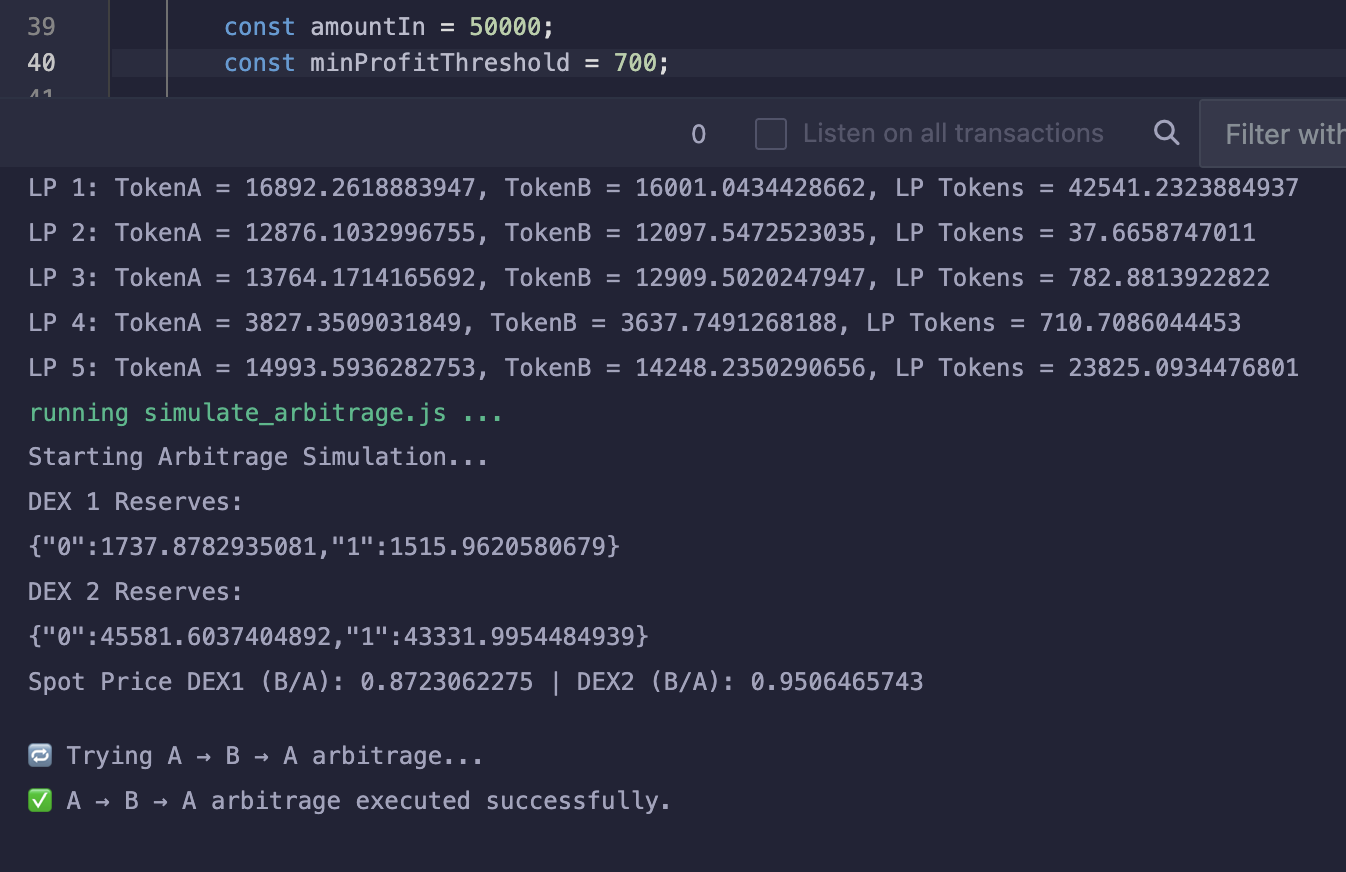 39 const amountIn = 50000;
40 const minProfitThreshold = 700;
41
0 Listen on all transactions Filter with
LP 1: TokenA = 16892.2618883947, TokenB = 16001.0434428662, LP Tokens = 42541.2323884937
LP 2: TokenA = 12876.1032996755, TokenB = 12097.5472523035, LP Tokens = 37.6658747011
LP 3: TokenA = 13764.1714165692, TokenB = 12909.5020247947, LP Tokens = 782.8813922822
LP 4: TokenA = 3827.3509031849, TokenB = 3637.7491268188, LP Tokens = 710.7086044453
LP 5: TokenA = 14993.5936282753, TokenB = 14248.2350290656, LP Tokens = 23825.0934476801
running simulate_arbitrage.js ...
Starting Arbitrage Simulation...
DEX 1 Reserves:
{"0":1737.8782935081,"1":1515.9620580679}
DEX 2 Reserves:
{"0":45581.6037404892,"1":43331.9954484939}
Spot Price DEX1 (B/A): 0.8723062275 | DEX2 (B/A): 0.9506465743
🔁 Trying A → B → A arbitrage...
✅ A → B → A arbitrage executed successfully.